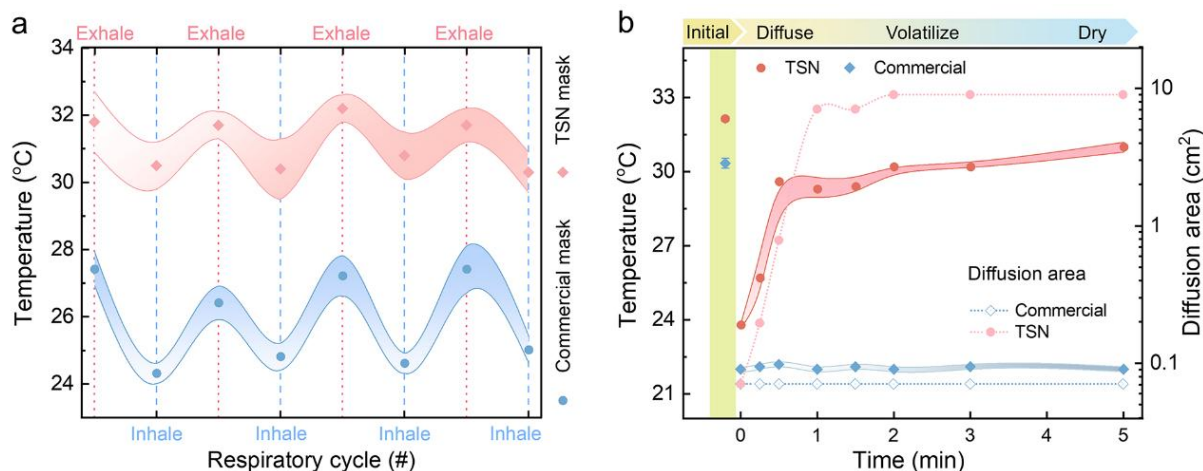 a
Exhale Exhale Exhale Exhale
34
32
30
28
26
24
Temperature (°C)
Inhale Inhale Inhale Inhale
Respiratory cycle (#)
Commercial mask
TSN mask
b
Initial Diffuse Volatilize Dry
TSN Commercial
33
30
27
24
21
Temperature (°C)
10
1
0.1
Diffusion area (cm²)
Diffusion area
Commercial
TSN
0 1 2 3 4 5
Time (min)